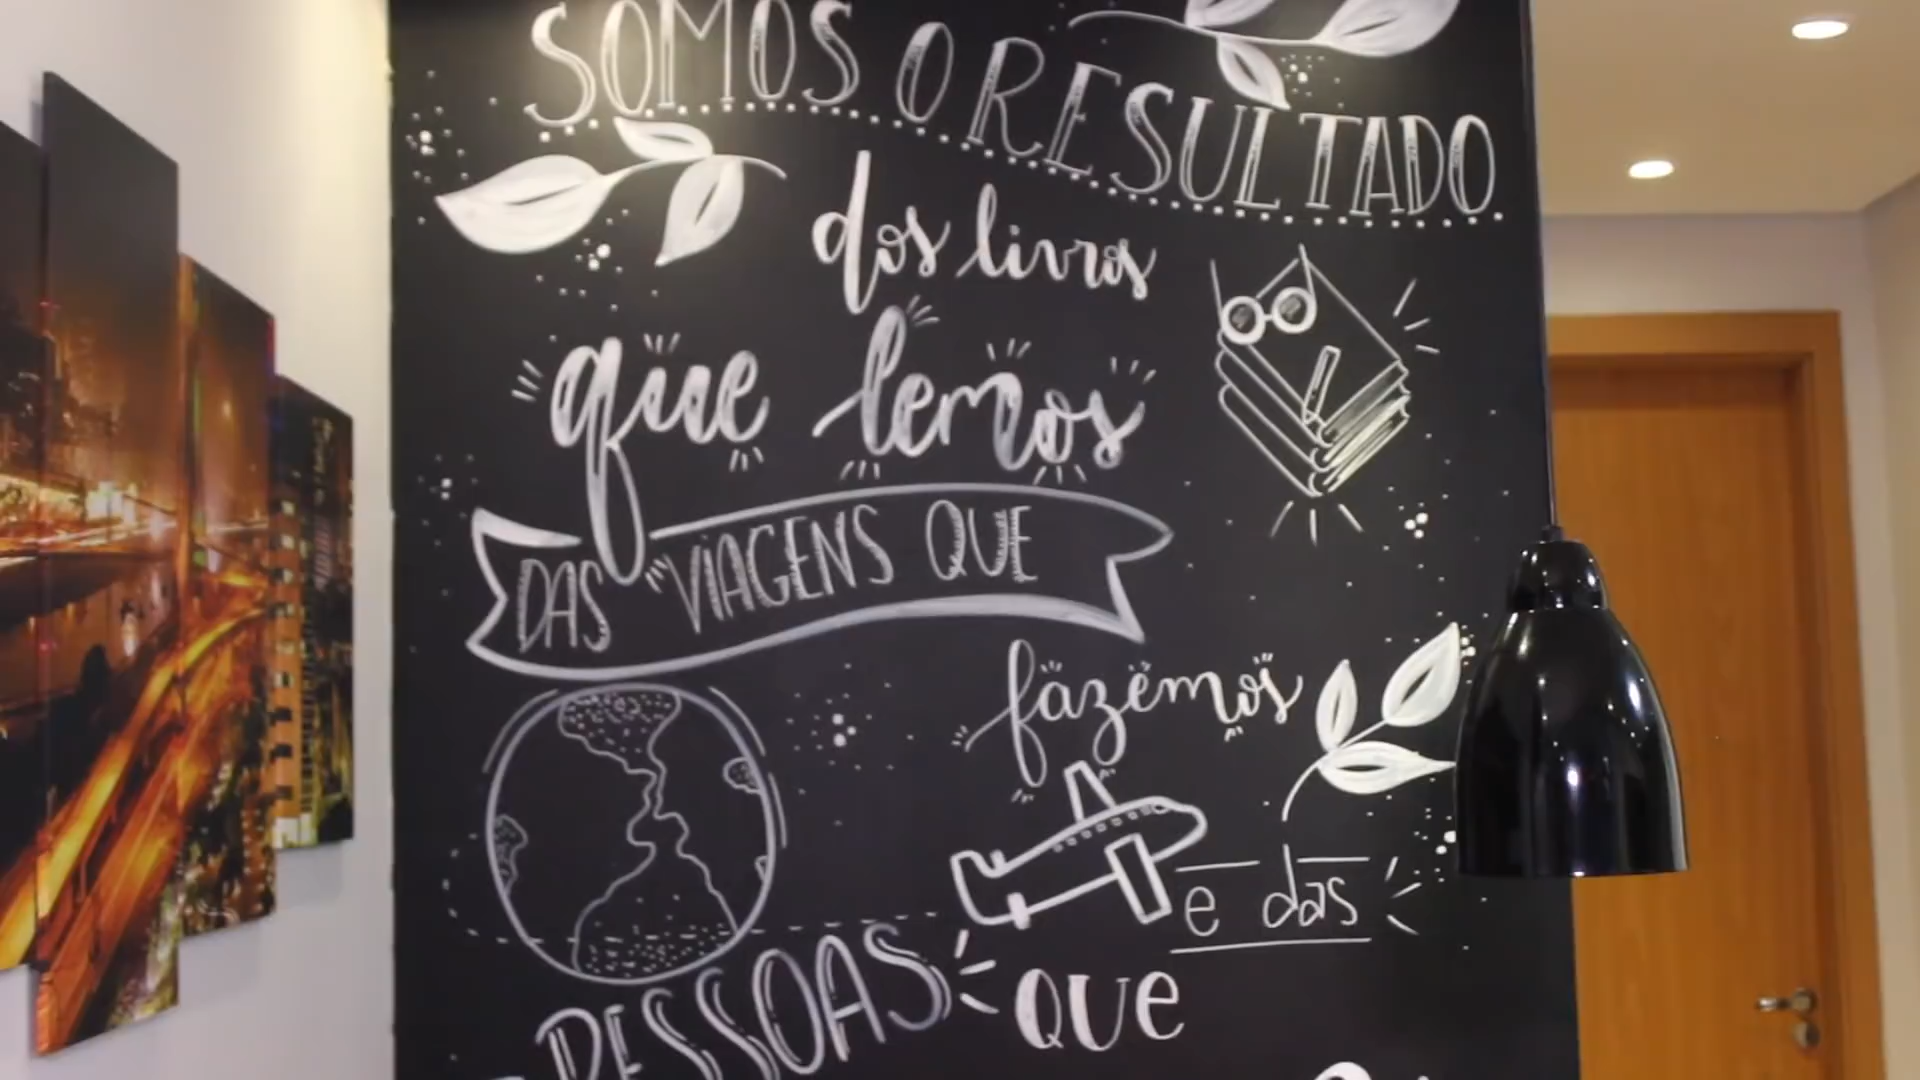 SOMOS O RESULTADO
dos livros
que lemos
DAS VIAGENS QUE
fazemos
e das
PESSOAS QUE